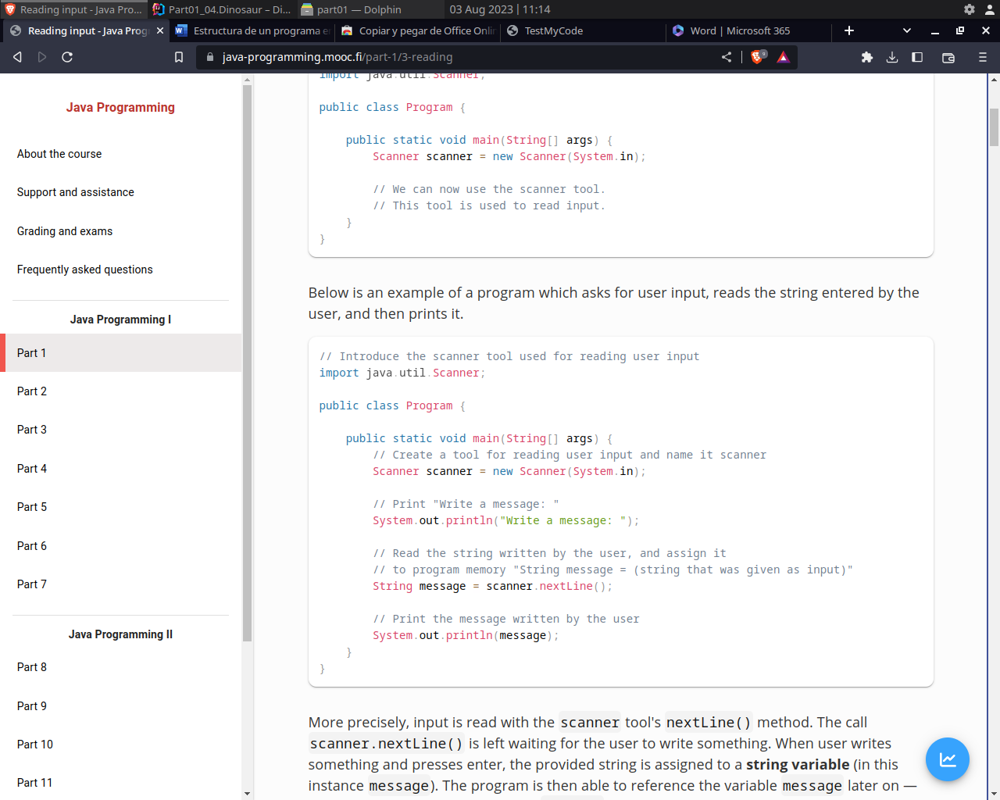 Reading input - Java Pro...
Part01_04.Dinosaur – Di...
part01 — Dolphin
03 Aug 2023 | 11:14
Reading input - Java Prog
Estructura de un programa e
Copiar y pegar de Office Onli
TestMyCode
Word | Microsoft 365
java-programming.mooc.fi/part-1/3-reading
9
Java Programming
About the course
Support and assistance
Grading and exams
Frequently asked questions
Java Programming I
Part 1
Part 2
Part 3
Part 4
Part 5
Part 6
Part 7
Java Programming II
Part 8
Part 9
Part 10
Part 11
import java.util.Scanner;
public class Program {
public static void main(String[] args) {
Scanner scanner = new Scanner(System.in);
// We can now use the scanner tool.
// This tool is used to read input.
}
}
Below is an example of a program which asks for user input, reads the string entered by the
user, and then prints it.
// Introduce the scanner tool used for reading user input
import java.util.Scanner;
public class Program {
public static void main(String[] args) {
// Create a tool for reading user input and name it scanner
Scanner scanner = new Scanner(System.in);
// Print "Write a message: "
System.out.println("Write a message: ");
// Read the string written by the user, and assign it
// to program memory "String message = (string that was given as input)"
String message = scanner.nextLine();
// Print the message written by the user
System.out.println(message);
}
}
More precisely, input is read with the scanner tool's nextLine() method. The call
scanner.nextLine() is left waiting for the user to write something. When user writes
something and presses enter, the provided string is assigned to a string variable (in this
instance message). The program is then able to reference the variable message later on —